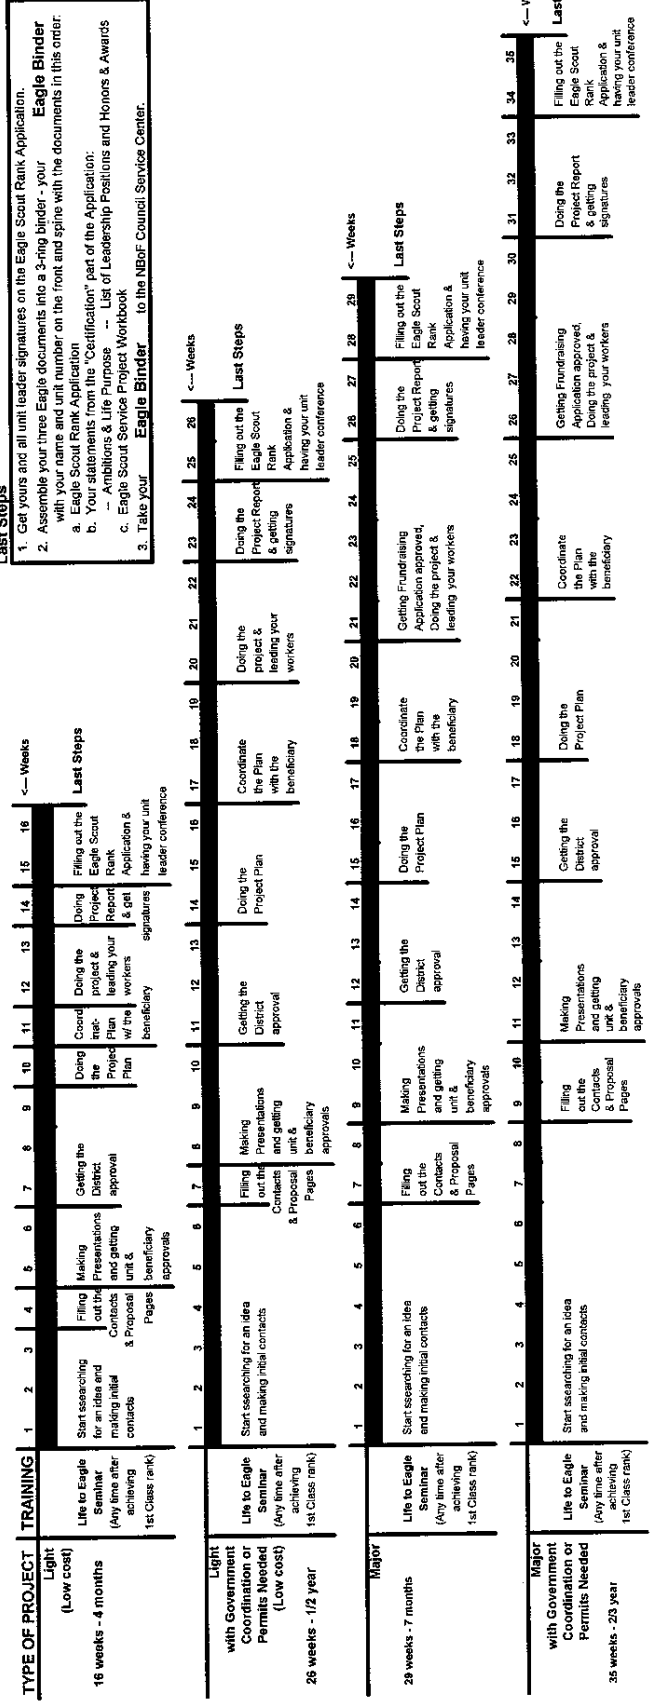 Last Steps
1. Get yours and all unit leader signatures on the Eagle Scout Rank Application.
2. Assemble your three Eagle documents into a 3-ring binder - your Eagle Binder
with your name and unit number on the front and spine with the documents in this order:
a. Eagle Scout Rank Application
b. Your statements from the "Certification" part of the Application:
-- Ambitions & Life Purpose -- List of Leadership Positions and Honors & Awards
c. Eagle Scout Service Project Workbook
3. Take your Eagle Binder to the NBoF Council Service Center.
TYPE OF PROJECT TRAINING
1 2 3 4 5 6 7 8 9 10 11 12 13 14 15 16 <--- Weeks
Light
(Low cost)
16 weeks - 4 months
Life to Eagle
Seminar
(Any time after
achieving
1st Class rank)
Start ssearching
for an idea and
making initial
contacts
Filling
out the
Contacts
& Proposal
Pages
Making
Presentations
and getting
unit &
beneficiary
approvals
Getting the
District
approval
Doing
the
Projec
Plan
Coord
inat-
Plan
w/ the
beneficiary
Doing the
project &
leading your
workers
Doing
Project
Report
& get
signatures
Filling out the
Eagle Scout
Rank
Application &
having your unit
leader conference
Last Steps
1 2 3 4 5 6 7 8 9 10 11 12 13 14 15 16 17 18 19 20 21 22 23 24 25 26 <--- Weeks
Light
with Government
Coordination or
Permits Needed
(Low cost)
26 weeks - 1/2 year
Life to Eagle
Seminar
(Any time after
achieving
1st Class rank)
Start ssearching for an idea
and making initial contacts
Filling
out the
Contacts
& Proposal
Pages
Making
Presentations
and getting
unit &
beneficiary
approvals
Getting the
District
approval
Doing the
Project Plan
Coordinate
the Plan
with the
beneficiary
Doing the
project &
leading your
workers
Doing the
Project Report
& getting
signatures
Filling out the
Eagle Scout
Rank
Application &
having your unit
leader conference
Last Steps
1 2 3 4 5 6 7 8 9 10 11 12 13 14 15 16 17 18 19 20 21 22 23 24 25 26 27 28 29 <--- Weeks
Major
29 weeks - 7 months
Life to Eagle
Seminar
(Any time after
achieving
1st Class rank)
Start ssearching for an idea
and making initial contacts
Filling
out the
Contacts
& Proposal
Pages
Making
Presentations
and getting
unit &
beneficiary
approvals
Getting the
District
approval
Doing the
Project Plan
Coordinate
the Plan
with the
beneficiary
Getting Frundraising
Application approved,
Doing the project &
leading your workers
Doing the
Project Report
& getting
signatures
Filling out the
Eagle Scout
Rank
Application &
having your unit
leader conference
Last Steps
1 2 3 4 5 6 7 8 9 10 11 12 13 14 15 16 17 18 19 20 21 22 23 24 25 26 27 28 29 30 31 32 33 34 35
Major
with Government
Coordination or
Permits Needed
35 weeks - 2/3 year
Life to Eagle
Seminar
(Any time after
achieving
1st Class rank)
Start ssearching for an idea
and making initial contacts
Filling
out the
Contacts
& Proposal
Pages
Making
Presentations
and getting
unit &
beneficiary
approvals
Getting the
District
approval
Doing the
Project Plan
Coordinate
the Plan
with the
beneficiary
Getting Frundraising
Application approved,
Doing the project &
leading your workers
Doing the
Project Report
& getting
signatures
Filling out the
Eagle Scout
Rank
Application &
having your unit
leader conference
Last